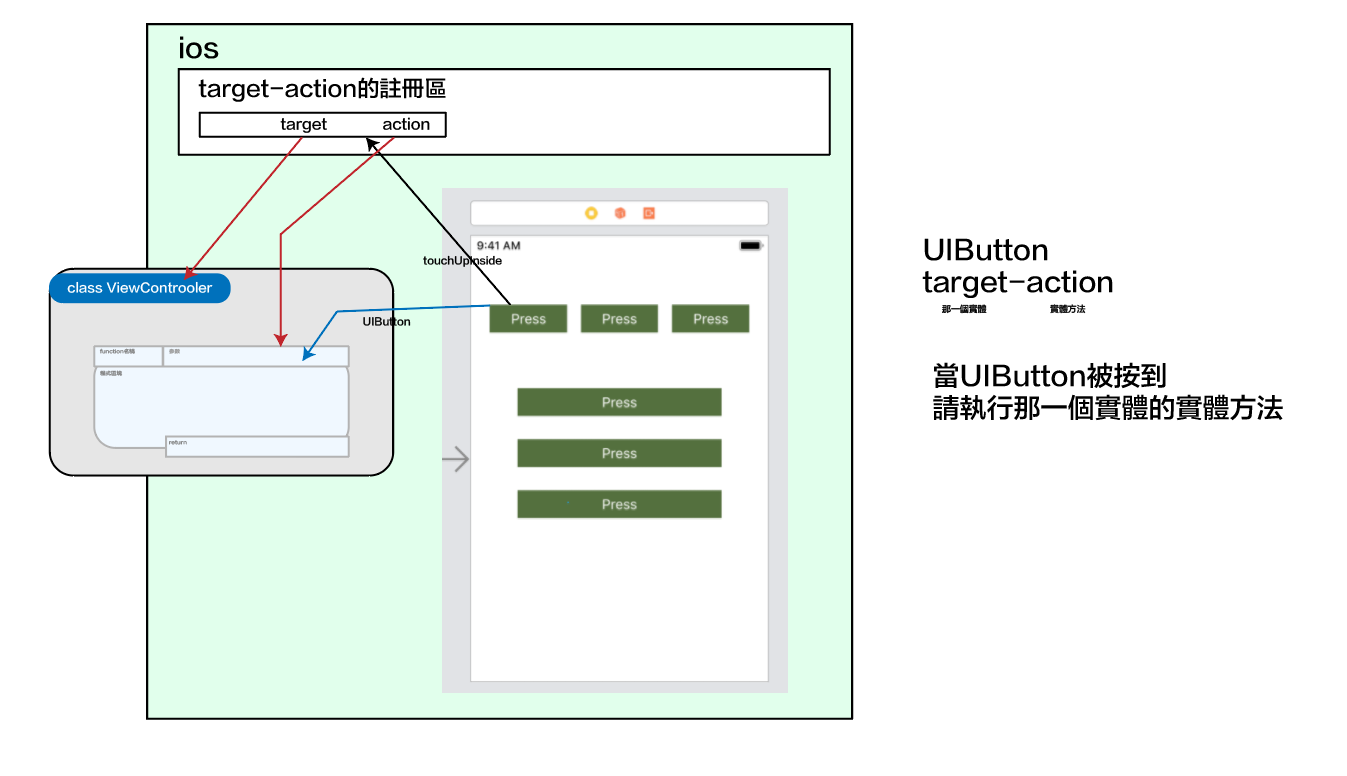 ios
target-action的註冊區
target action
9:41 AM
touchUpInside
class ViewControoler
UIButton
Press Press Press
function名稱 參數
程式區塊
return
Press
Press
Press
UIButton
target-action
那一個實體 實體方法
當UIButton被按到
請執行那一個實體的實體方法